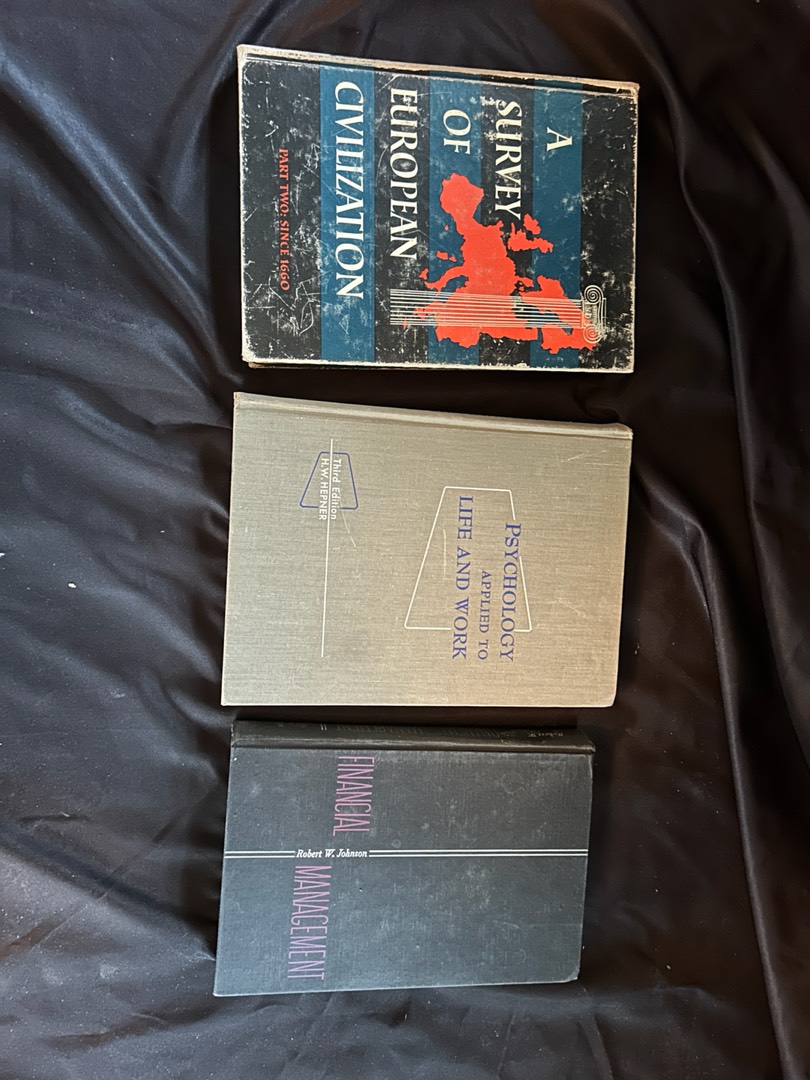 A
SURVEY
OF
EUROPEAN
CIVILIZATION
PART TWO: SINCE 1660
PSYCHOLOGY
APPLIED TO
LIFE AND WORK
Third Edition
H.W. HEPNER
FINANCIAL
Robert W. Johnson
MANAGEMENT